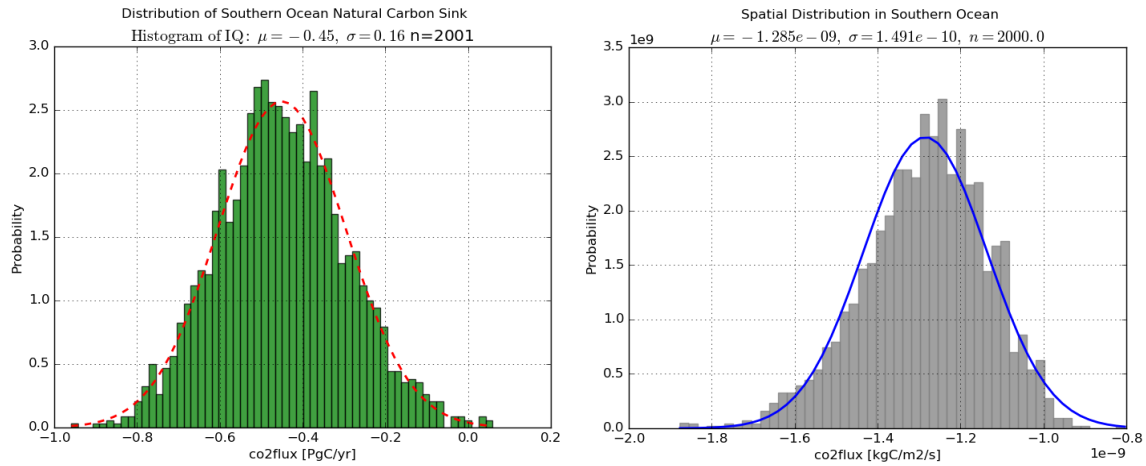 Distribution of Southern Ocean Natural Carbon Sink
Histogram of IQ: μ = −0.45, σ = 0.16 n=2001
3.0
2.5
2.0
1.5
1.0
0.5
0.0
Probability
−1.0 −0.8 −0.6 −0.4 −0.2 0.0 0.2
co2flux [PgC/yr]
Spatial Distribution in Southern Ocean
μ = −1.285e − 09, σ = 1.491e − 10, n = 2000.0
1e9
3.5
3.0
2.5
2.0
1.5
1.0
0.5
0.0
Probability
−2.0 −1.8 −1.6 −1.4 −1.2 −1.0 −0.8
1e−9
co2flux [kgC/m2/s]